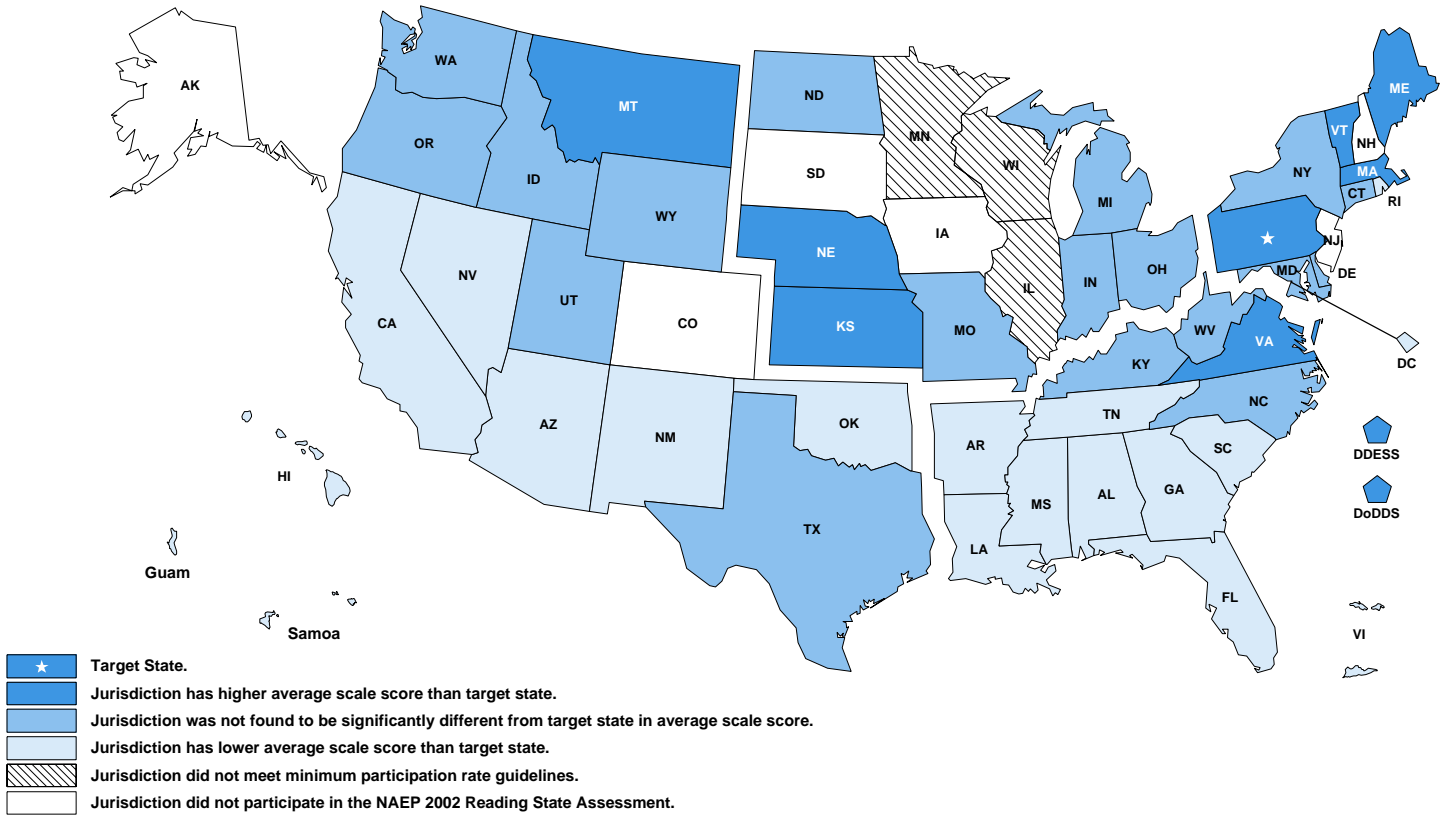 AK
WA
MT
ND
MN
ME
VT
NH
OR
ID
SD
WI
NY
MA
CT
RI
WY
MI
IA
NE
NJ
NV
UT
CO
KS
MO
IL
IN
OH
MD
DE
CA
WV
VA
KY
DC
AZ
NM
OK
AR
TN
NC
SC
HI
MS
AL
GA
DDESS
DoDDS
TX
LA
FL
Guam
Samoa
VI
Target State.
Jurisdiction has higher average scale score than target state.
Jurisdiction was not found to be significantly different from target state in average scale score.
Jurisdiction has lower average scale score than target state.
Jurisdiction did not meet minimum participation rate guidelines.
Jurisdiction did not participate in the NAEP 2002 Reading State Assessment.